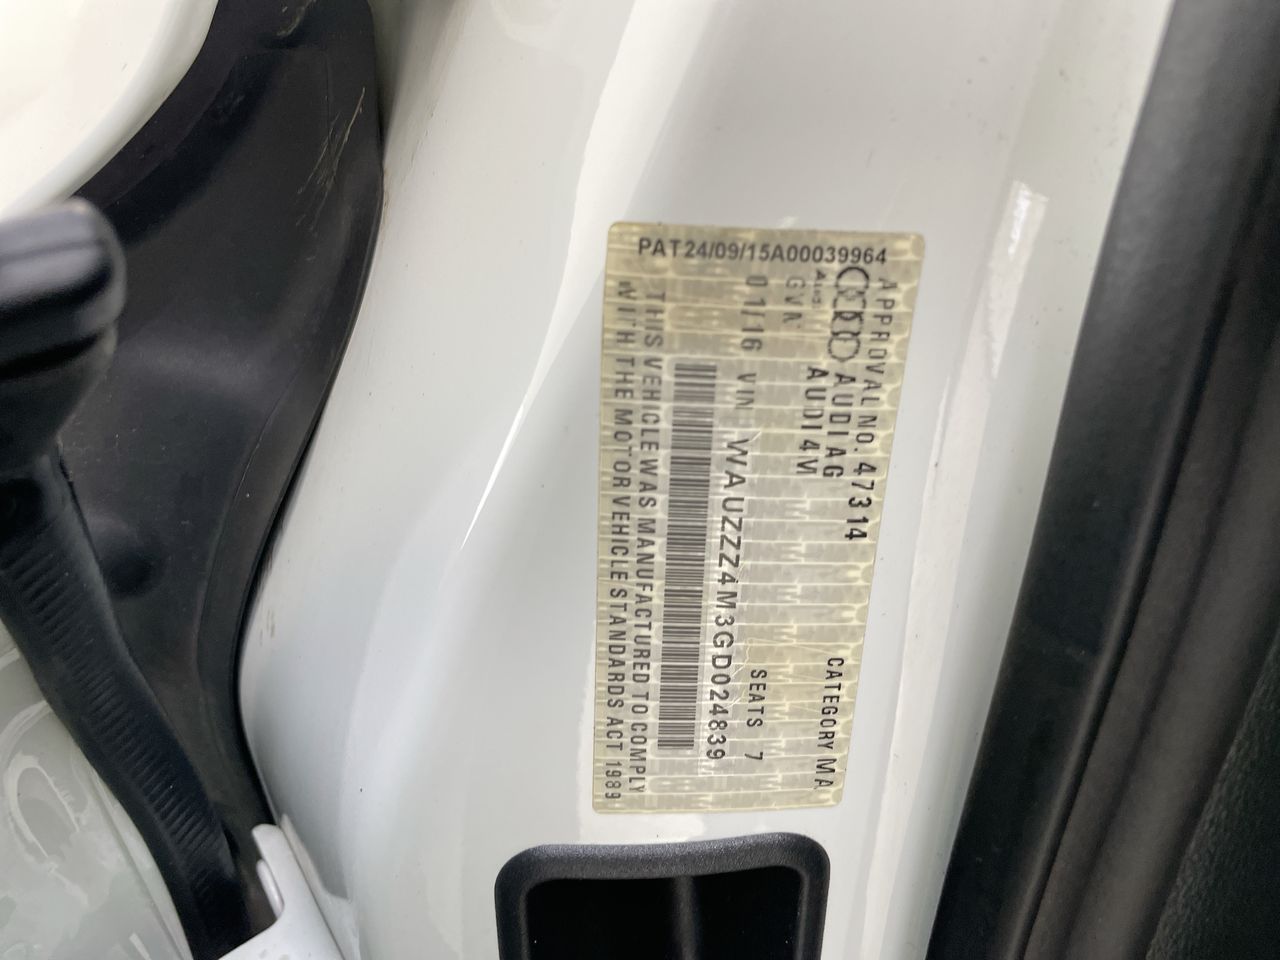 PAT24/09/15A00039964
APPROVAL NO. 47314 CATEGORY MA
Audi AUDI AG
AUDI 4M
GVM
SEATS 7
01/16 VIN WAUZZZ4M3GD024839
THIS VEHICLE WAS MANUFACTURED TO COMPLY
WITH THE MOTOR VEHICLE STANDARDS ACT 1989